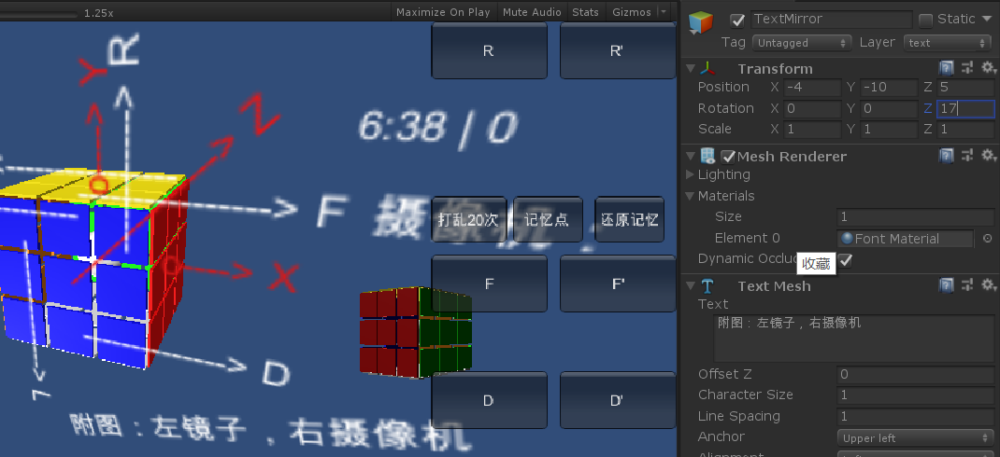 1.25x
Maximize On Play Mute Audio Stats Gizmos
R R'
R
Y
Z
6:38 / 0
F 摄像机：
打乱20次 记忆点 还原记忆
X
F F'
D
L
D D'
附图：左镜子，右摄像机
TextMirror Static
Tag Untagged Layer text
Transform
Position X -4 Y -10 Z 5
Rotation X 0 Y 0 Z 17
Scale X 1 Y 1 Z 1
Mesh Renderer
Lighting
Materials
Size 1
Element 0 Font Material
Dynamic Occlu
收藏
Text Mesh
Text
附图：左镜子，右摄像机
Offset Z 0
Character Size 1
Line Spacing 1
Anchor Upper left